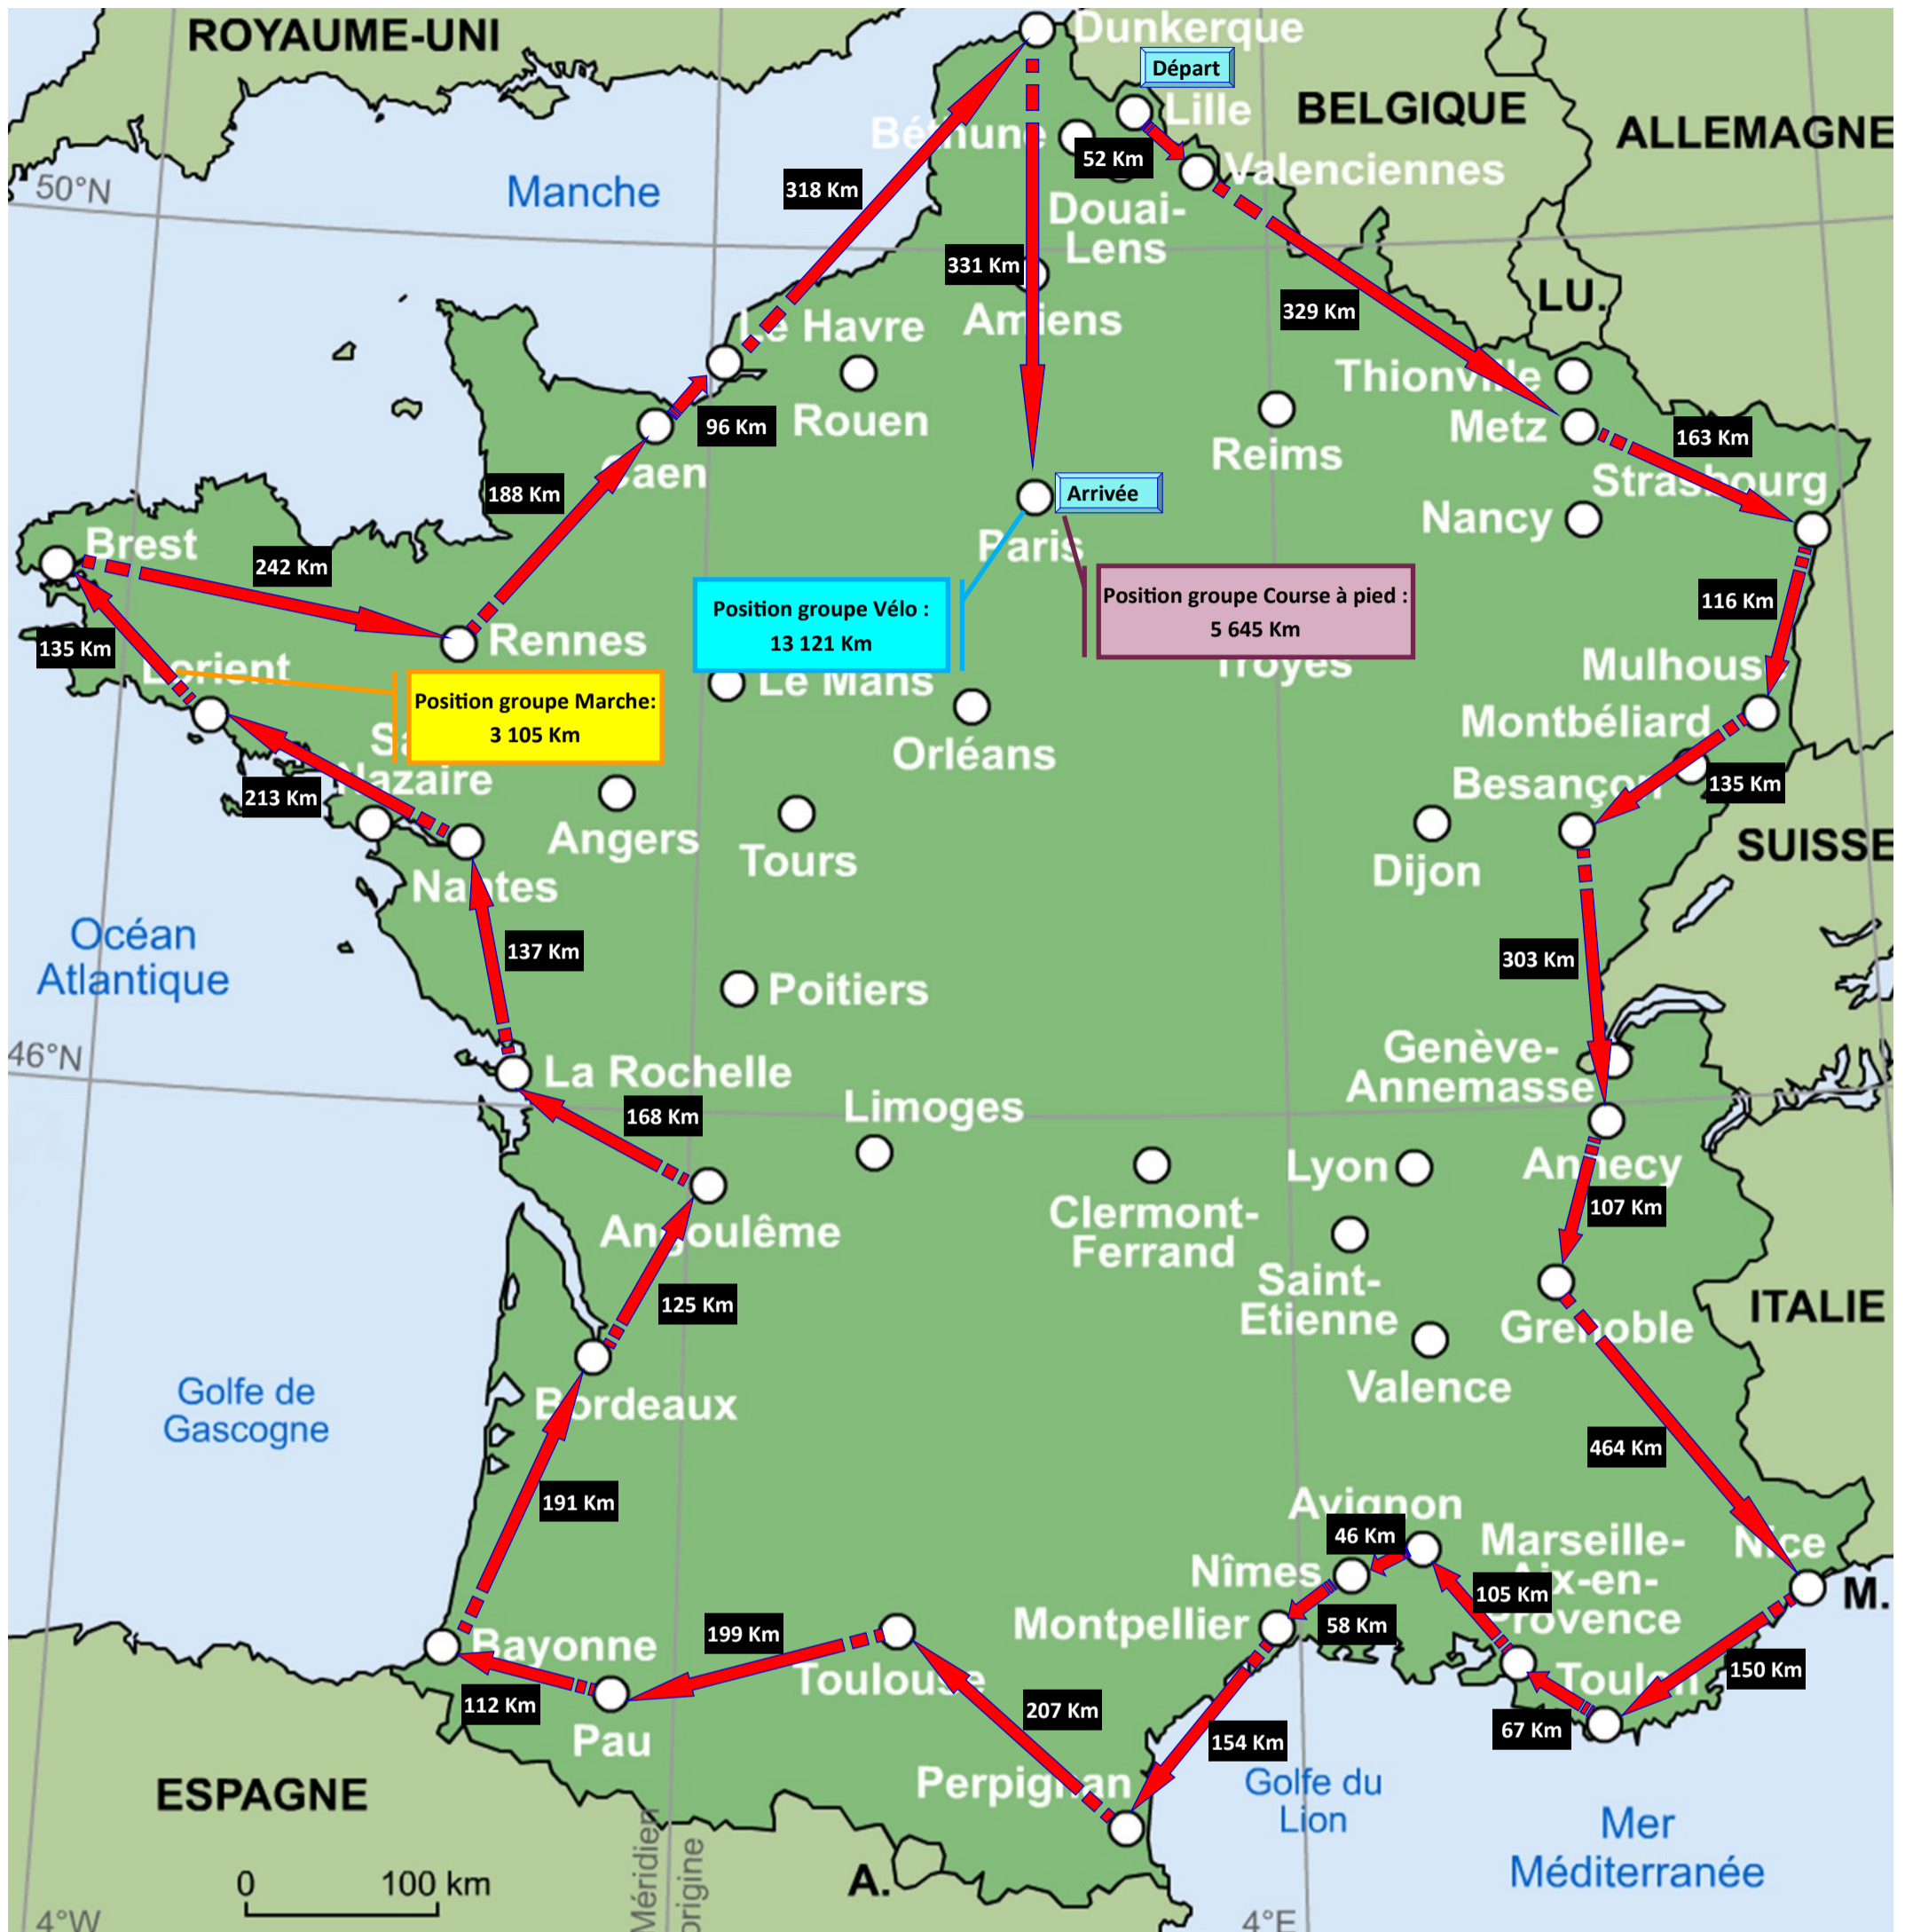 ROYAUME-UNI
Dunkerque
Départ
Lille
BELGIQUE
ALLEMAGNE
Béthune
52 Km
Valenciennes
50°N
Manche
318 Km
Douai-
Lens
331 Km
Amiens
329 Km
LU.
Le Havre
Rouen
96 Km
Caen
188 Km
Reims
Thionville
Metz
163 Km
Strasbourg
Nancy
Arrivée
Paris
Brest
242 Km
Rennes
135 Km
Lorient
Position groupe Marche:
3 105 Km
Position groupe Vélo :
13 121 Km
Position groupe Course à pied :
5 645 Km
Troyes
116 Km
Mulhous
Montbéliard
Besançon
135 Km
Le Mans
Orléans
Nazaire
213 Km
Angers
Tours
Nantes
Dijon
SUISSE
Océan
Atlantique
137 Km
Poitiers
303 Km
46°N
La Rochelle
168 Km
Limoges
Genève-
Annemasse
Annecy
Lyon
107 Km
Clermont-
Ferrand
Angoulême
125 Km
Saint-
Etienne
Grenoble
ITALIE
Valence
Bordeaux
Golfe de
Gascogne
464 Km
191 Km
Avignon
46 Km
Nîmes
Marseille-
Aix-en-
Provence
105 Km
Nice
M.
Montpellier
58 Km
Bayonne
199 Km
Toulouse
Toulon
150 Km
112 Km
Pau
207 Km
154 Km
67 Km
Perpignan
Golfe du
Lion
ESPAGNE
Mer
Méditerranée
0 100 km
A.
Méridien
origine
4°W
4°E